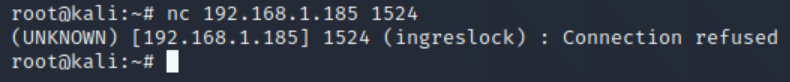 root@kali:~# nc 192.168.1.185 1524
(UNKNOWN) [192.168.1.185] 1524 (ingreslock) : Connection refused
root@kali:~#